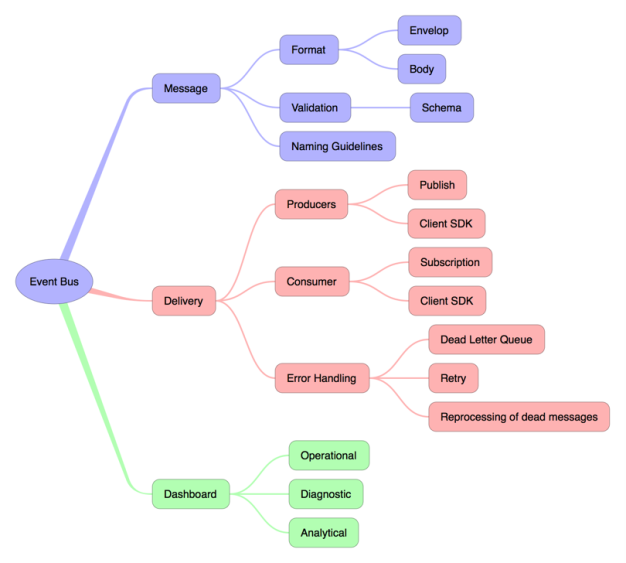 Event Bus
Message
Format
Envelop
Body
Validation
Schema
Naming Guidelines
Delivery
Producers
Publish
Client SDK
Consumer
Subscription
Client SDK
Error Handling
Dead Letter Queue
Retry
Reprocessing of dead messages
Dashboard
Operational
Diagnostic
Analytical